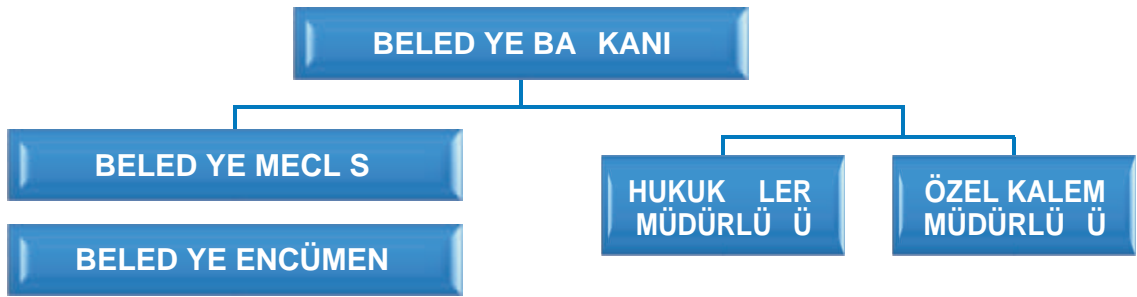 BELED YE BA KANI
BELED YE MECL S
HUKUK LER
MÜDÜRLÜ Ü
ÖZEL KALEM
MÜDÜRLÜ Ü
BELED YE ENCÜMEN